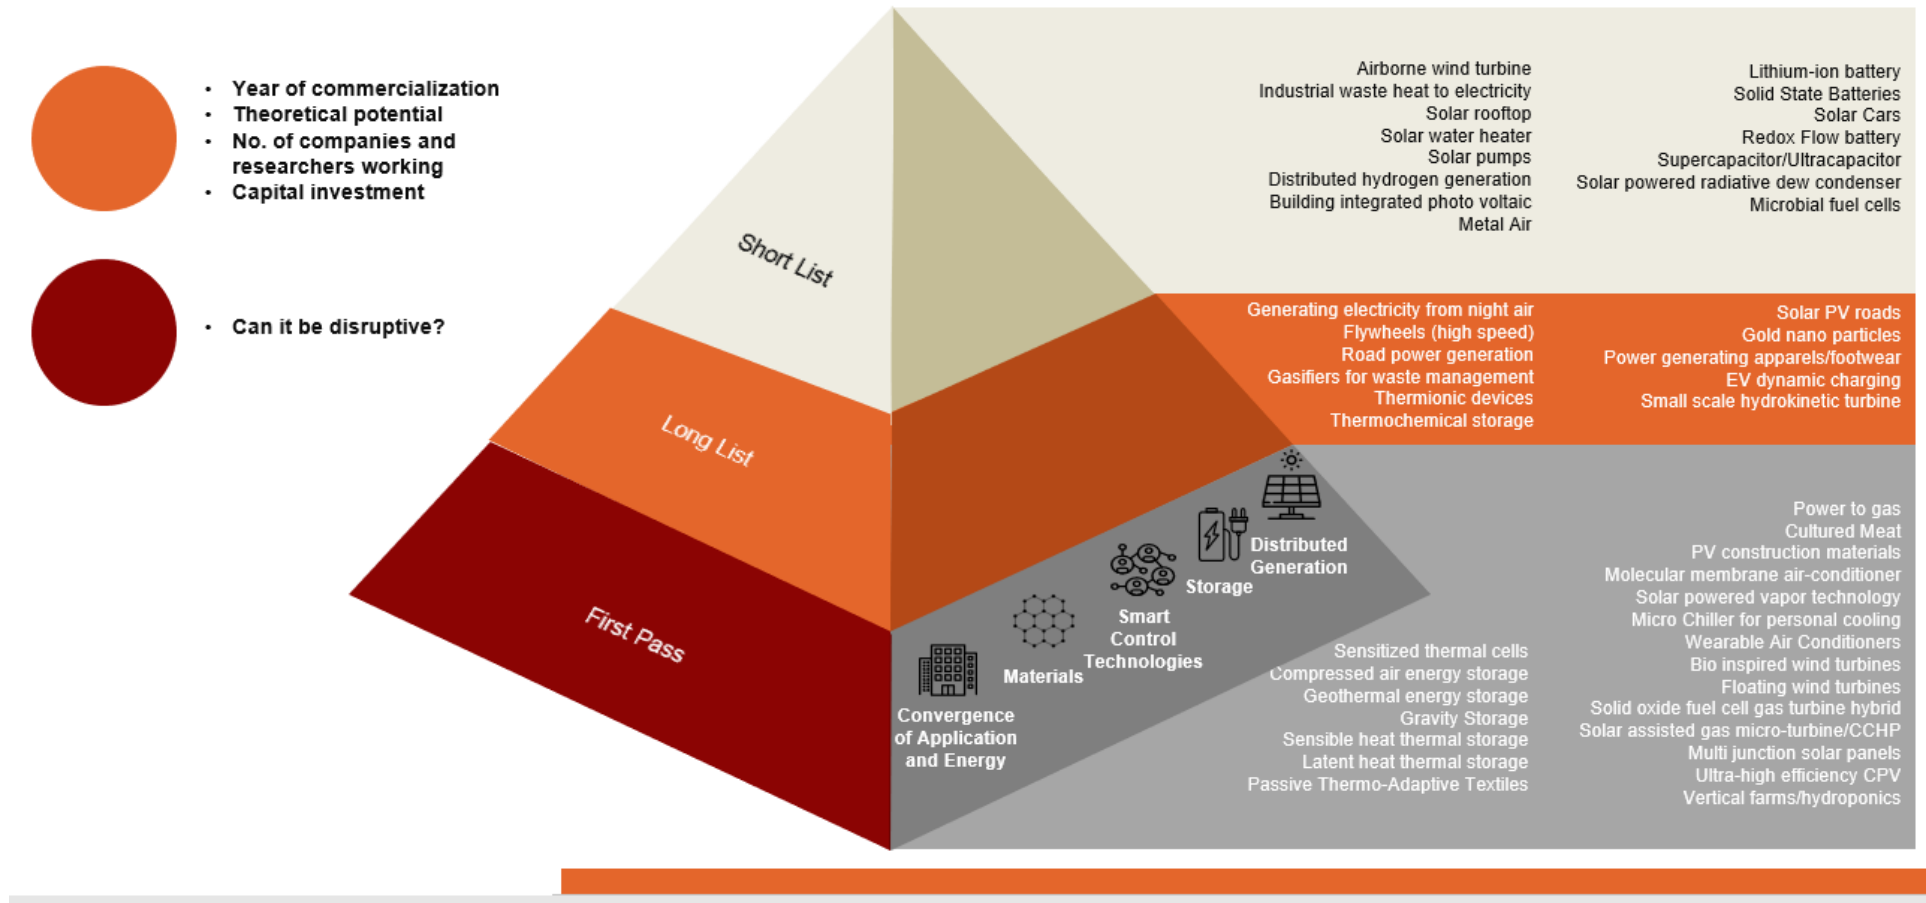 • Year of commercialization
• Theoretical potential
• No. of companies and
researchers working
• Capital investment
• Can it be disruptive?
Short List
Long List
First Pass
Airborne wind turbine
Industrial waste heat to electricity
Solar rooftop
Solar water heater
Solar pumps
Distributed hydrogen generation
Building integrated photo voltaic
Metal Air
Lithium-ion battery
Solid State Batteries
Solar Cars
Redox Flow battery
Supercapacitor/Ultracapacitor
Solar powered radiative dew condenser
Microbial fuel cells
Generating electricity from night air
Flywheels (high speed)
Road power generation
Gasifiers for waste management
Thermionic devices
Thermochemical storage
Solar PV roads
Gold nano particles
Power generating apparels/footwear
EV dynamic charging
Small scale hydrokinetic turbine
Convergence
of Application
and Energy
Materials
Smart
Control
Technologies
Storage
Distributed
Generation
Sensitized thermal cells
Compressed air energy storage
Geothermal energy storage
Gravity Storage
Sensible heat thermal storage
Latent heat thermal storage
Passive Thermo-Adaptive Textiles
Power to gas
Cultured Meat
PV construction materials
Molecular membrane air-conditioner
Solar powered vapor technology
Micro Chiller for personal cooling
Wearable Air Conditioners
Bio inspired wind turbines
Floating wind turbines
Solid oxide fuel cell gas turbine hybrid
Solar assisted gas micro-turbine/CCHP
Multi junction solar panels
Ultra-high efficiency CPV
Vertical farms/hydroponics